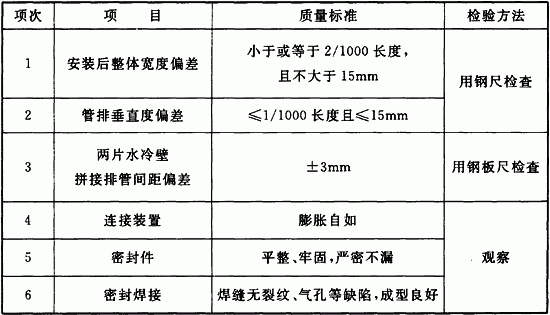 项次 项 目 质量标准 检验方法
1 安装后整体宽度偏差 小于或等于 2/1000 长度，
且不大于 15mm
用钢尺检查
2 管排垂直度偏差 ≤1/1000 长度且≤15mm
3 两片水冷壁
拼接排管间距偏差
±3mm 用钢板尺检查
4 连接装置 膨胀自如
5 密封件 平整、牢固，严密不漏 观察
6 密封焊接 焊缝无裂纹、气孔等缺陷，成型良好